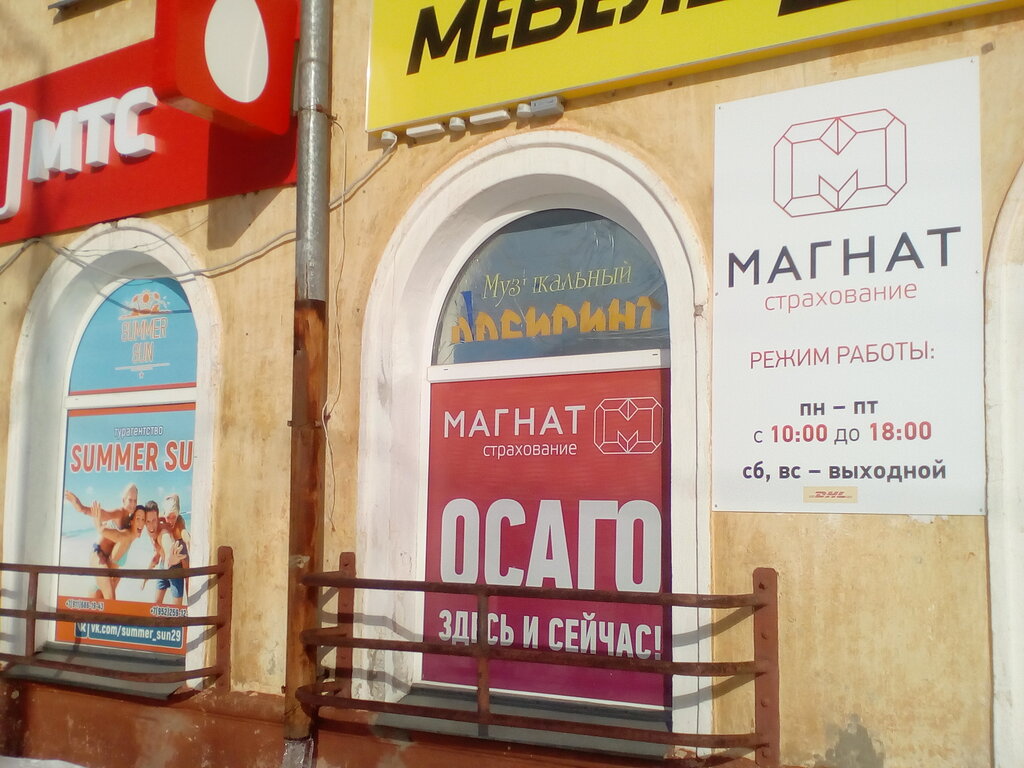 МТС
SUMMER
SUN
турагентство
SUMMER SU
vk.com/summer_sun29
Музыкальный
МАГНАТ
страхование
ОСАГО
ЗДЕСЬ И СЕЙЧАС!
МАГНАТ
страхование
РЕЖИМ РАБОТЫ:
пн – пт
с 10:00 до 18:00
сб, вс – выходной
DHL